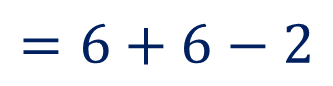 = 6 + 6 − 2